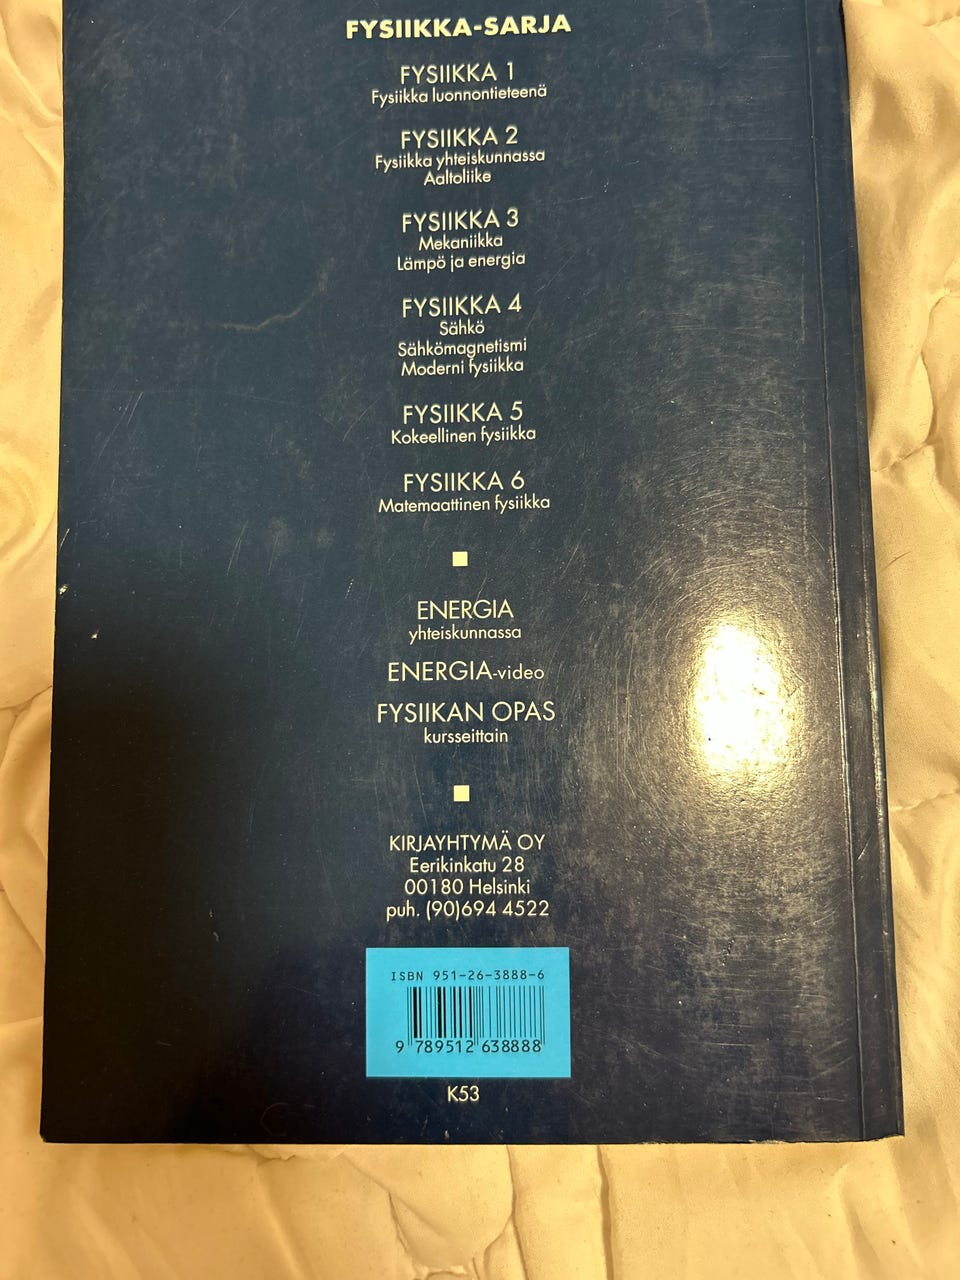 FYSIIKKA-SARJA
FYSIIKKA 1
Fysiikka luonnontieteenä
FYSIIKKA 2
Fysiikka yhteiskunnassa
Aaltoliike
FYSIIKKA 3
Mekaniikka
Lämpö ja energia
FYSIIKKA 4
Sähkö
Sähkömagnetismi
Moderni fysiikka
FYSIIKKA 5
Kokeellinen fysiikka
FYSIIKKA 6
Matemaattinen fysiikka
ENERGIA
yhteiskunnassa
ENERGIA-video
FYSIIKAN OPAS
kursseittain
KIRJAYHTYMÄ OY
Eerikinkatu 28
00180 Helsinki
puh. (90)694 4522
ISBN 951-26-3888-6
9 789512 638888
K53